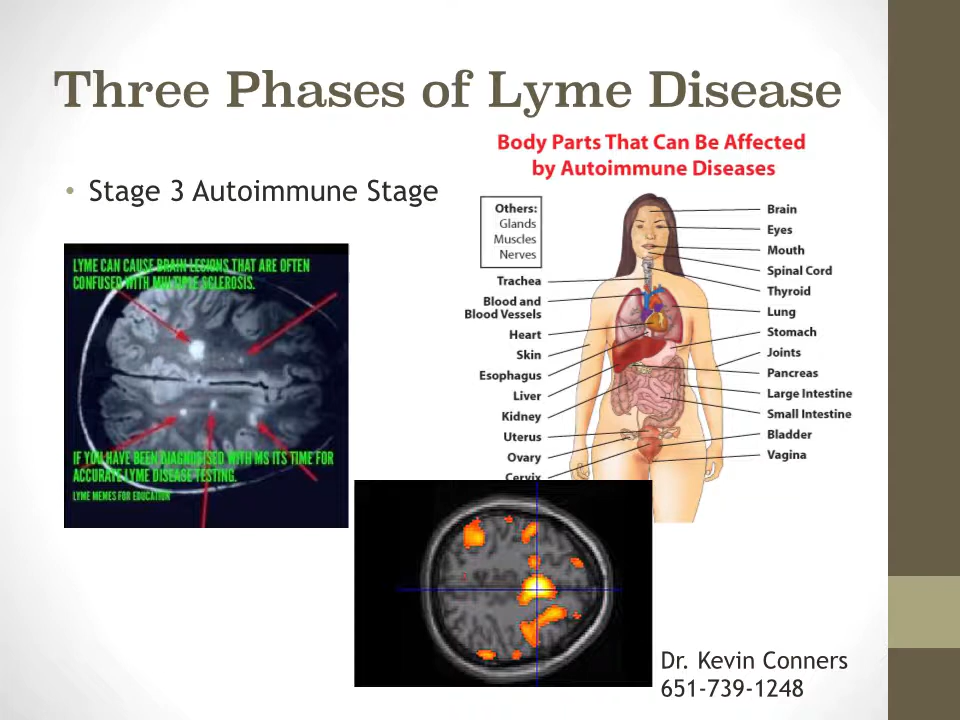 Three Phases of Lyme Disease
• Stage 3 Autoimmune Stage
LYME CAN CAUSE BRAIN LESIONS THAT ARE OFTEN
CONFUSED WITH MULTIPLE SCLEROSIS.
IF YOU HAVE BEEN DIAGNOTISED WITH MS ITS TIME FOR
ACCURATE LYME DISEASE TESTING.
LYME MEMES FOR EDUCATION
Body Parts That Can Be Affected
by Autoimmune Diseases
Others:
Glands
Muscles
Nerves
Trachea
Blood and
Blood Vessels
Heart
Skin
Esophagus
Liver
Kidney
Uterus
Ovary
Cervix
Brain
Eyes
Mouth
Spinal Cord
Thyroid
Lung
Stomach
Joints
Pancreas
Large Intestine
Small Intestine
Bladder
Vagina
Dr. Kevin Conners
651-739-1248